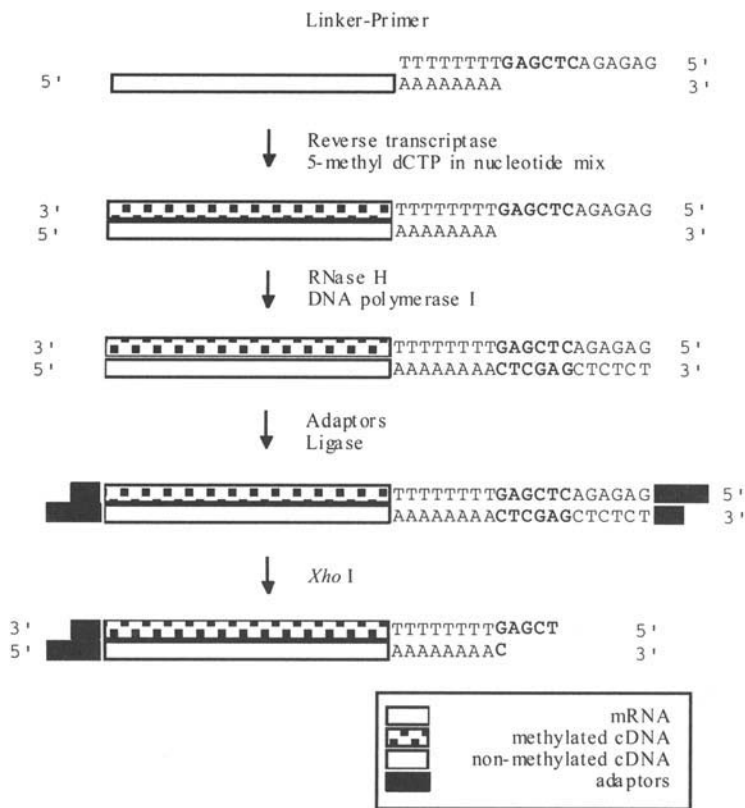 Linker-Primer
TTTTTTTTGAGCTCAGAGAG 5'
5' AAAAAAAA 3'
Reverse transcriptase
5-methyl dCTP in nucleotide mix
3' TTTTTTTTGAGCTCAGAGAG 5'
5' AAAAAAAA 3'
RNase H
DNA polymerase I
3' TTTTTTTTGAGCTCAGAGAG 5'
5' AAAAAAAACTCGAGCTCTCT 3'
Adaptors
Ligase
TTTTTTTTGAGCTCAGAGAG 5'
AAAAAAAACTCGAGCTCTCT 3'
Xho I
3' TTTTTTTTGAGCT 5'
5' AAAAAAAAC 3'
mRNA
methylated cDNA
non-methylated cDNA
adaptors